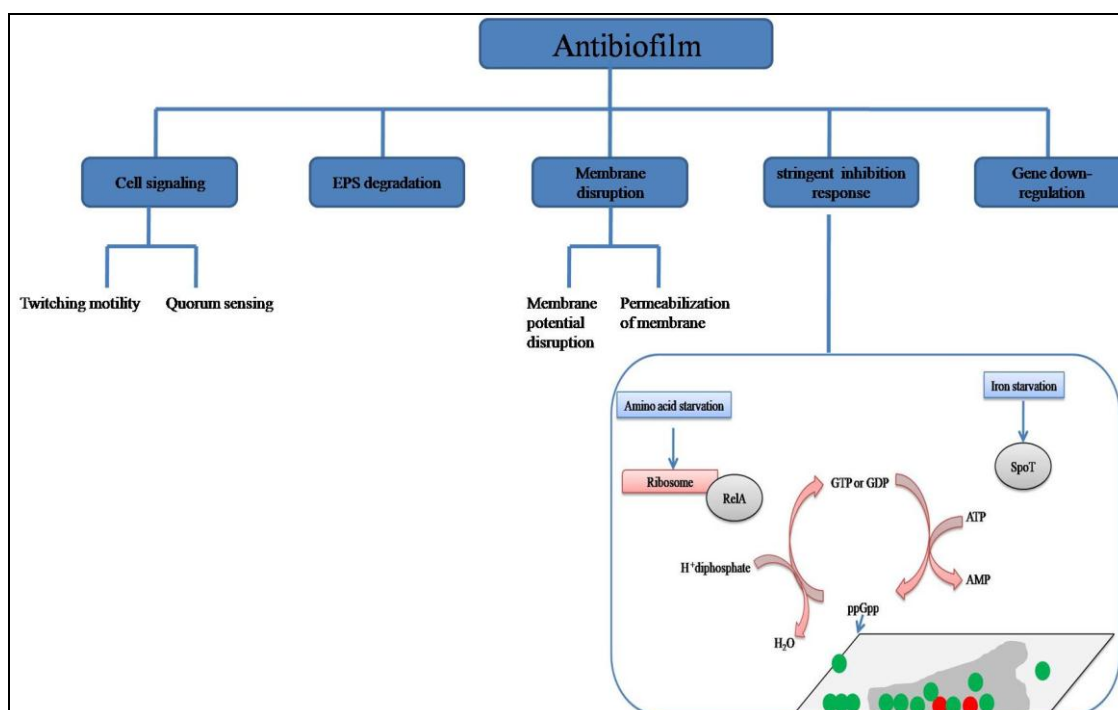 Antibiofilm
Cell signaling
EPS degradation
Membrane
disruption
stringent inhibition
response
Gene down-
regulation
Twitching motility
Quorum sensing
Membrane
potential
disruption
Permeabilization
of membrane
Amino acid starvation
Iron starvation
Ribosome
RelA
SpoT
GTP or GDP
ATP
H⁺diphosphate
AMP
ppGpp
H₂O